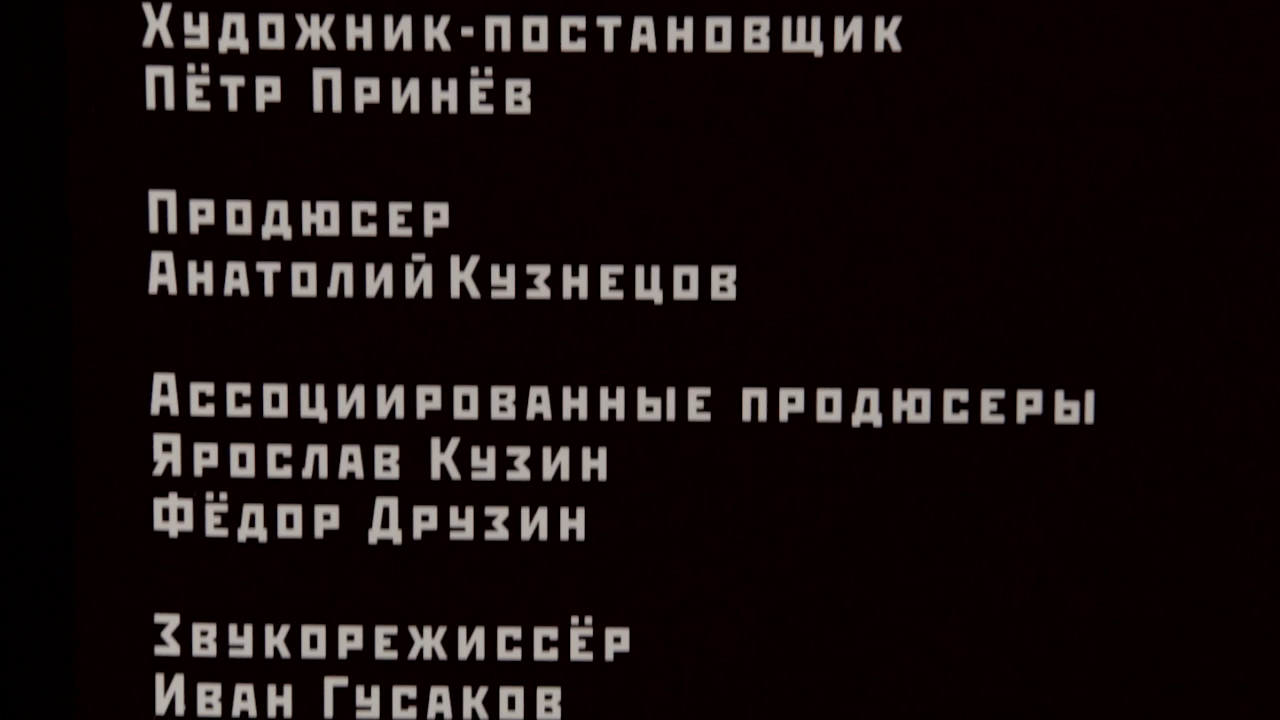 Художник-постановщик
Пётр Принёв
Продюсер
Анатолий Кузнецов
Ассоциированные продюсеры
Ярослав Кузин
Фёдор Друзин
Звукорежиссёр
Иван Гусаков